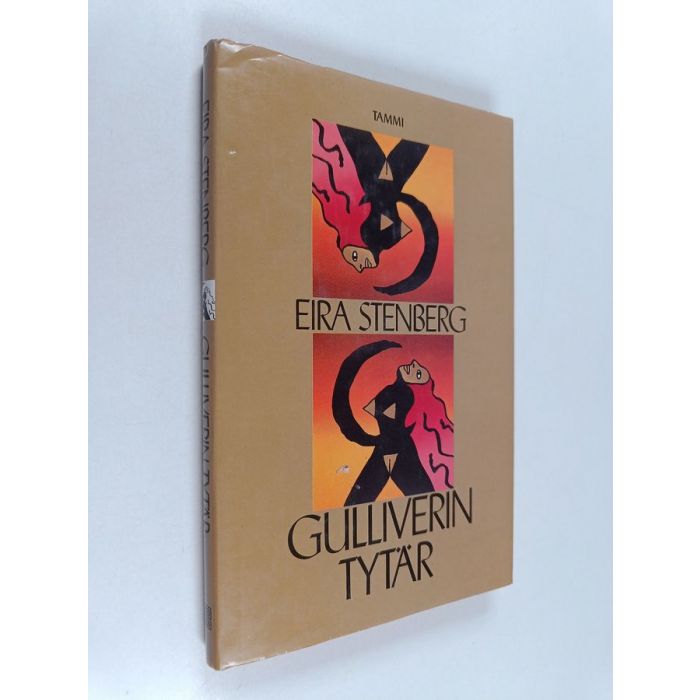 TAMMI
EIRA STENBERG
GULLIVERIN
TYTÄR
EIRA STENBERG GULLIVERIN TYTÄR